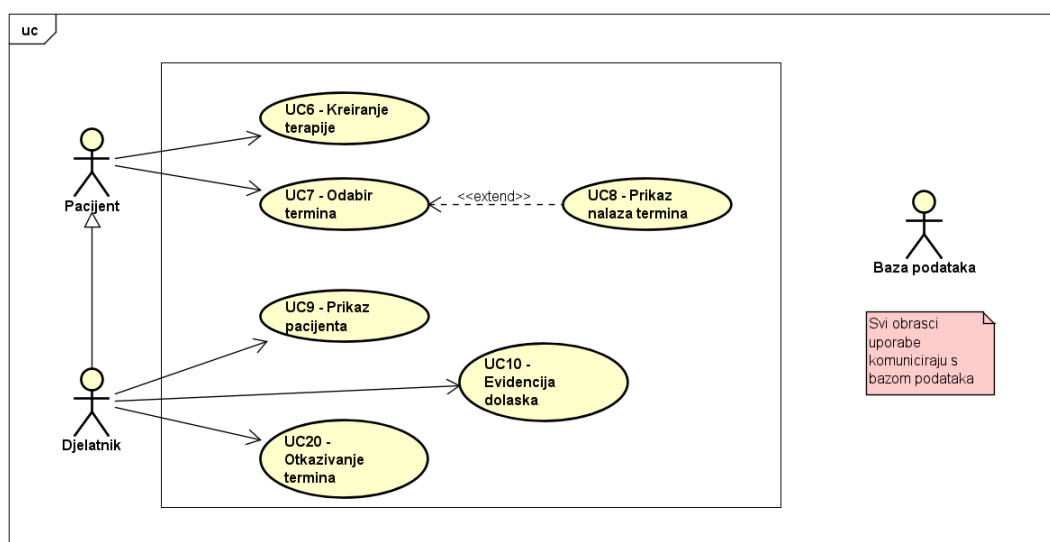 uc
UC6 - Kreiranje
terapije
Pacijent
UC7 - Odabir
termina
<<extend>>
UC8 - Prikaz
nalaza termina
Baza podataka
UC9 - Prikaz
pacijenta
Svi obrasci
uporabe
komuniciraju s
bazom podataka
UC10 -
Evidencija
dolaska
Djelatnik
UC20 -
Otkazivanje
termina